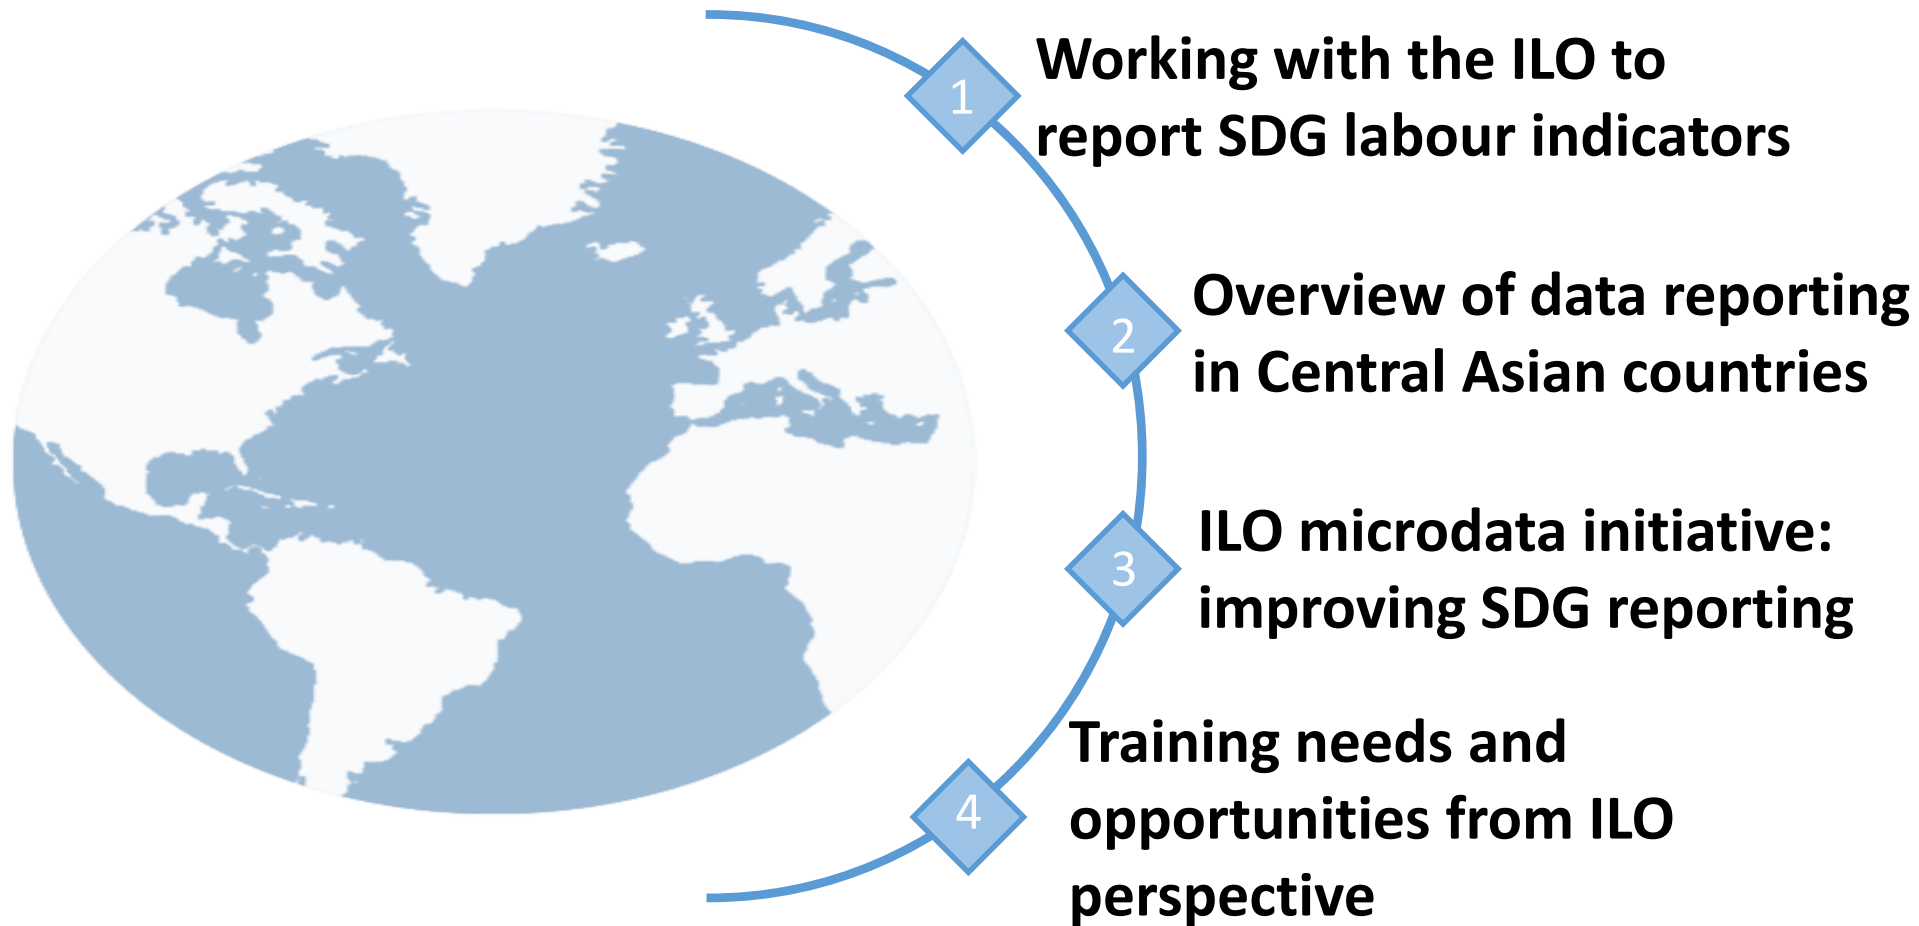 1
Working with the ILO to
report SDG labour indicators
2
Overview of data reporting
in Central Asian countries
3
ILO microdata initiative:
improving SDG reporting
4
Training needs and
opportunities from ILO
perspective